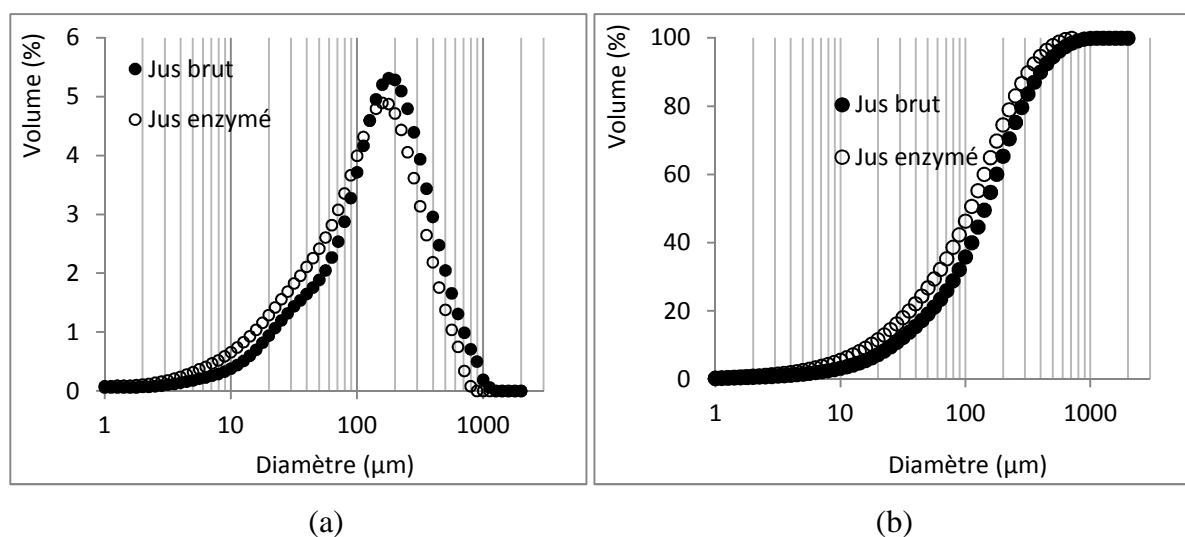 6
5
4
3
2
1
0
Volume (%)
Jus brut
Jus enzymé
1 10 100 1000
Diamètre (µm)
(a)
100
80
60
40
20
0
Volume (%)
Jus brut
Jus enzymé
1 10 100 1000
Diamètre (µm)
(b)